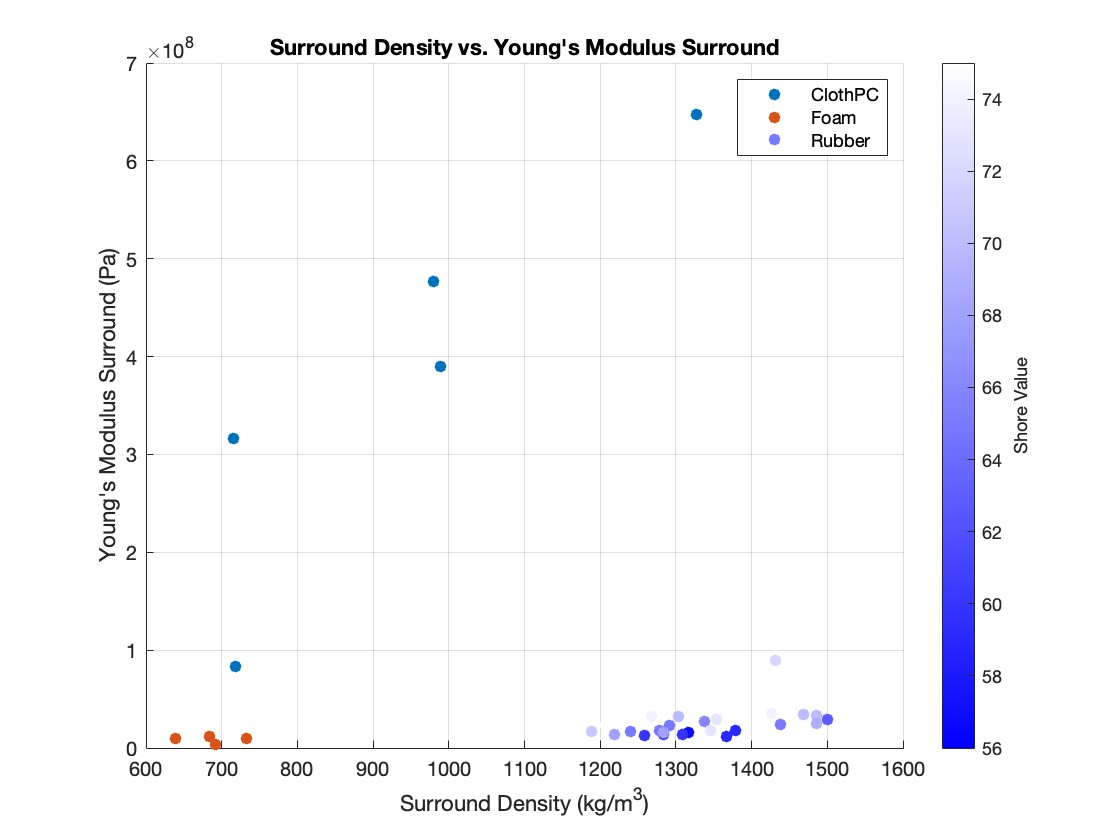 Surround Density vs. Young's Modulus Surround
×10^8
7
6
5
4
3
2
1
0
Young's Modulus Surround (Pa)
600 700 800 900 1000 1100 1200 1300 1400 1500 1600
Surround Density (kg/m^3)
ClothPC
Foam
Rubber
74
72
70
68
66
64
62
60
58
56
Shore Value